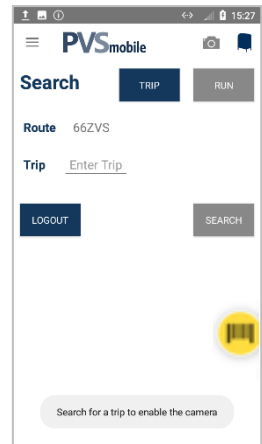 15:27
PVSmobile
Search TRIP RUN
Route 66ZVS
Trip Enter Trip
LOGOUT SEARCH
Search for a trip to enable the camera